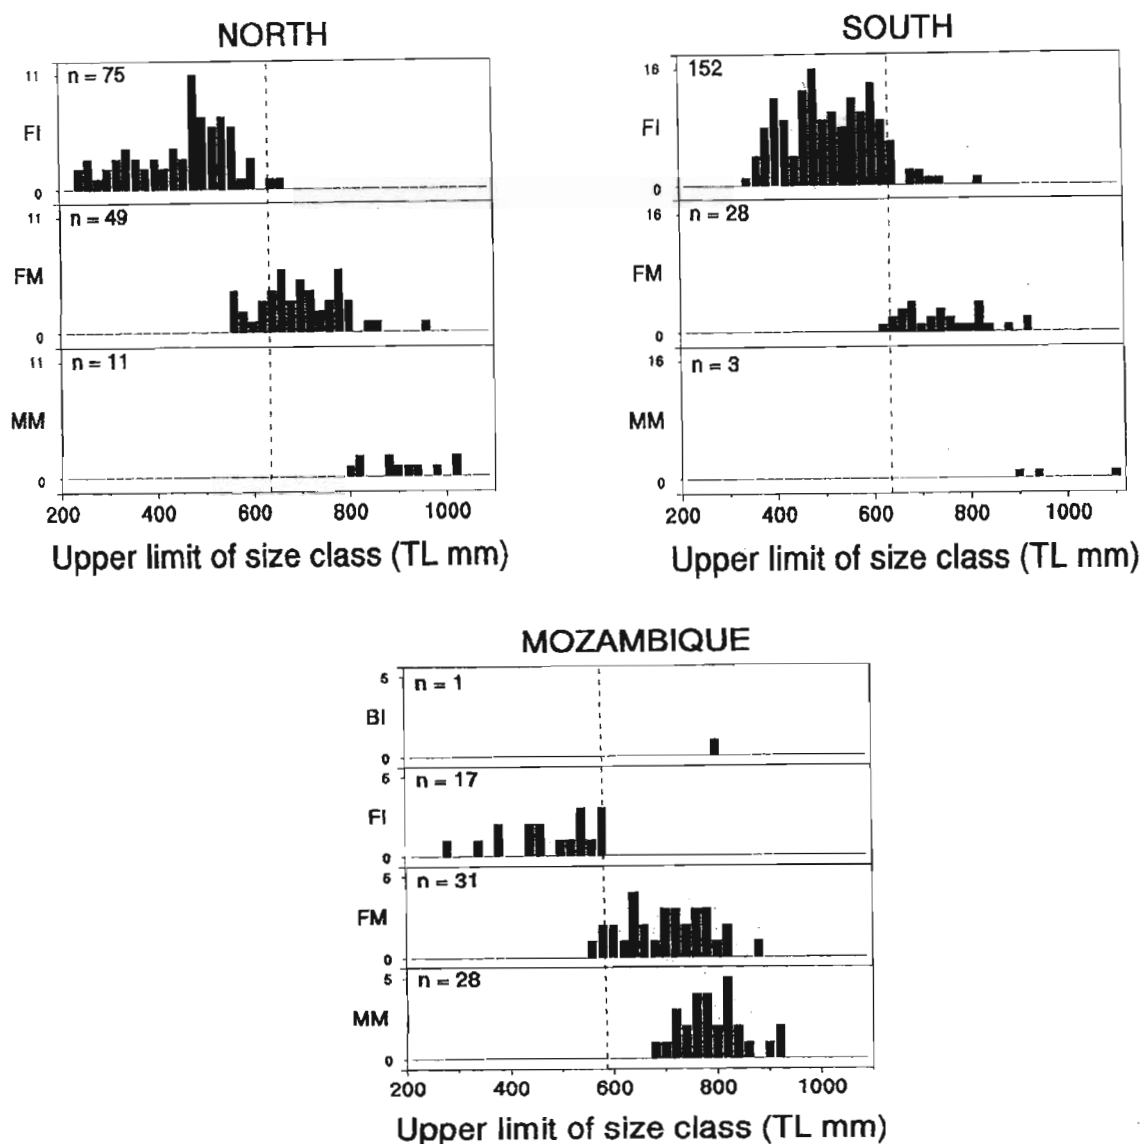 NORTH
11
n = 75
FI
0
11
n = 49
FM
0
11
n = 11
MM
0
200 400 600 800 1000
Upper limit of size class (TL mm)
SOUTH
16
152
FI
0
16
n = 28
FM
0
16
n = 3
MM
0
200 400 600 800 1000
Upper limit of size class (TL mm)
MOZAMBIQUE
5
n = 1
BI
0
5
n = 17
FI
0
5
n = 31
FM
0
5
n = 28
MM
0
200 400 600 800 1000
Upper limit of size class (TL mm)